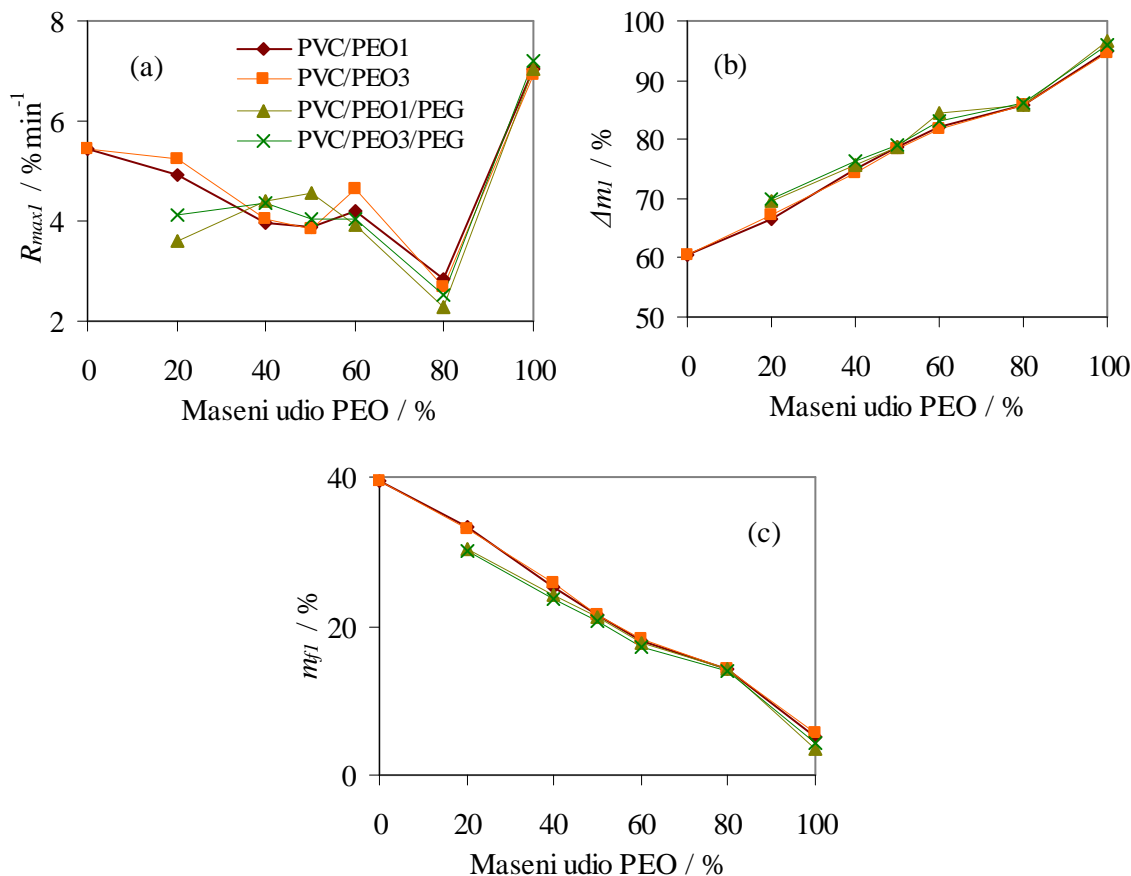 (a)
PVC/PEO1
PVC/PEO3
PVC/PEO1/PEG
PVC/PEO3/PEG
R_max1 / %min⁻¹
8
6
4
2
0 20 40 60 80 100
Maseni udio PEO / %
(b)
Δm1 / %
100
90
80
70
60
50
0 20 40 60 80 100
Maseni udio PEO / %
(c)
m_f1 / %
40
20
0
0 20 40 60 80 100
Maseni udio PEO / %